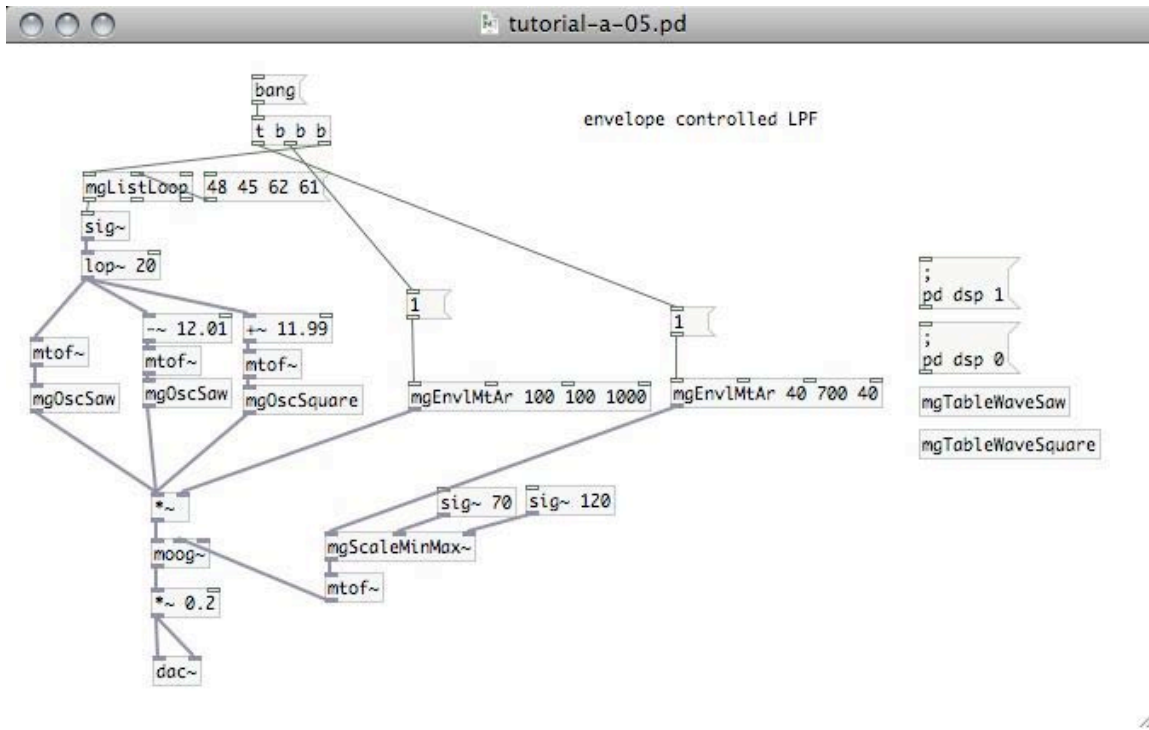 tutorial-a-05.pd
bang
envelope controlled LPF
t b b b
mgListLoop
48 45 62 61
sig~
lop~ 20
;
pd dsp 1
1
1
-~ 12.01
+~ 11.99
;
pd dsp 0
mtof~
mtof~
mtof~
mgOscSaw
mgOscSaw
mgOscSquare
mgEnvlMtAr 100 100 1000
mgEnvlMtAr 40 700 40
mgTableWaveSaw
mgTableWaveSquare
*~
sig~ 70
sig~ 120
moog~
mgScaleMinMax~
mtof~
*~ 0.2
dac~